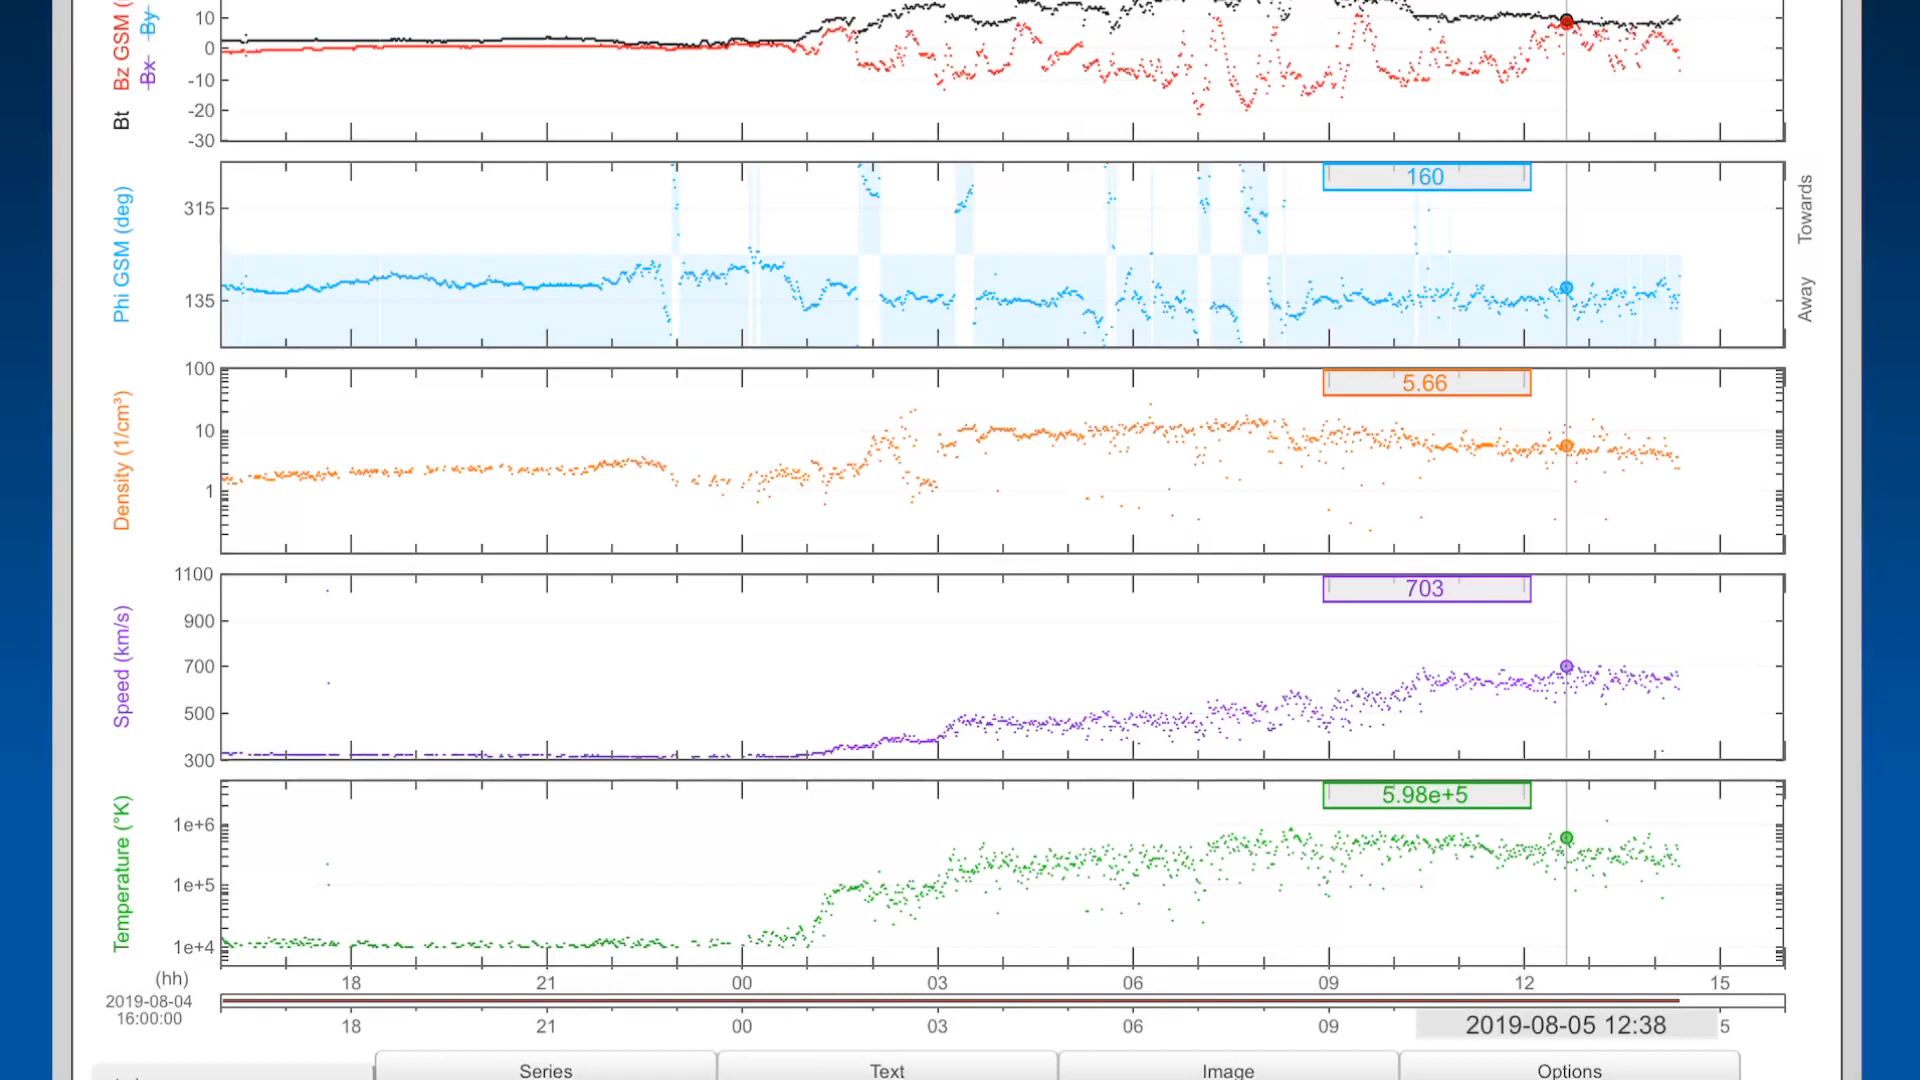 Bz GSM (
By
Bx
Bt
10
0
-10
-20
-30
Phi GSM (deg)
315
135
160
Towards
Away
Density (1/cm³)
100
10
1
5.66
Speed (km/s)
1100
900
700
500
300
703
Temperature (°K)
1e+6
1e+5
1e+4
5.98e+5
(hh)
18 21 00 03 06 09 12 15
2019-08-04
16:00:00
18 21 00 03 06 09 2019-08-05 12:38 5
Series Text Image Options